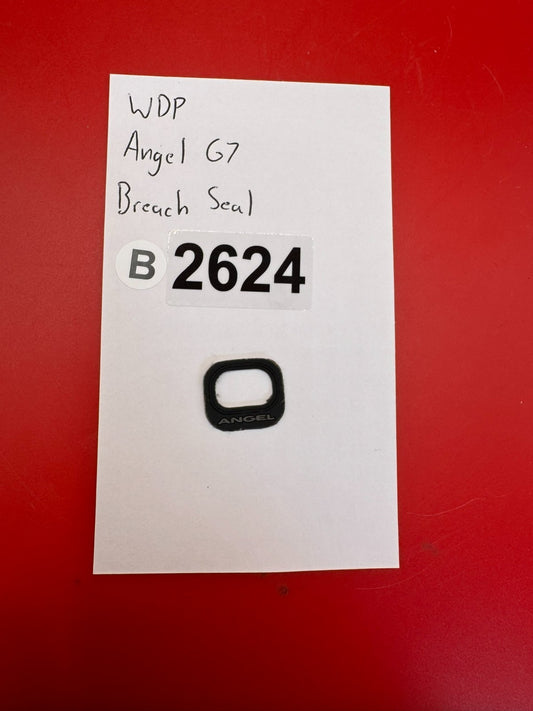 WDP
Angel G7
Breach Seal
B 2624
ANGEL